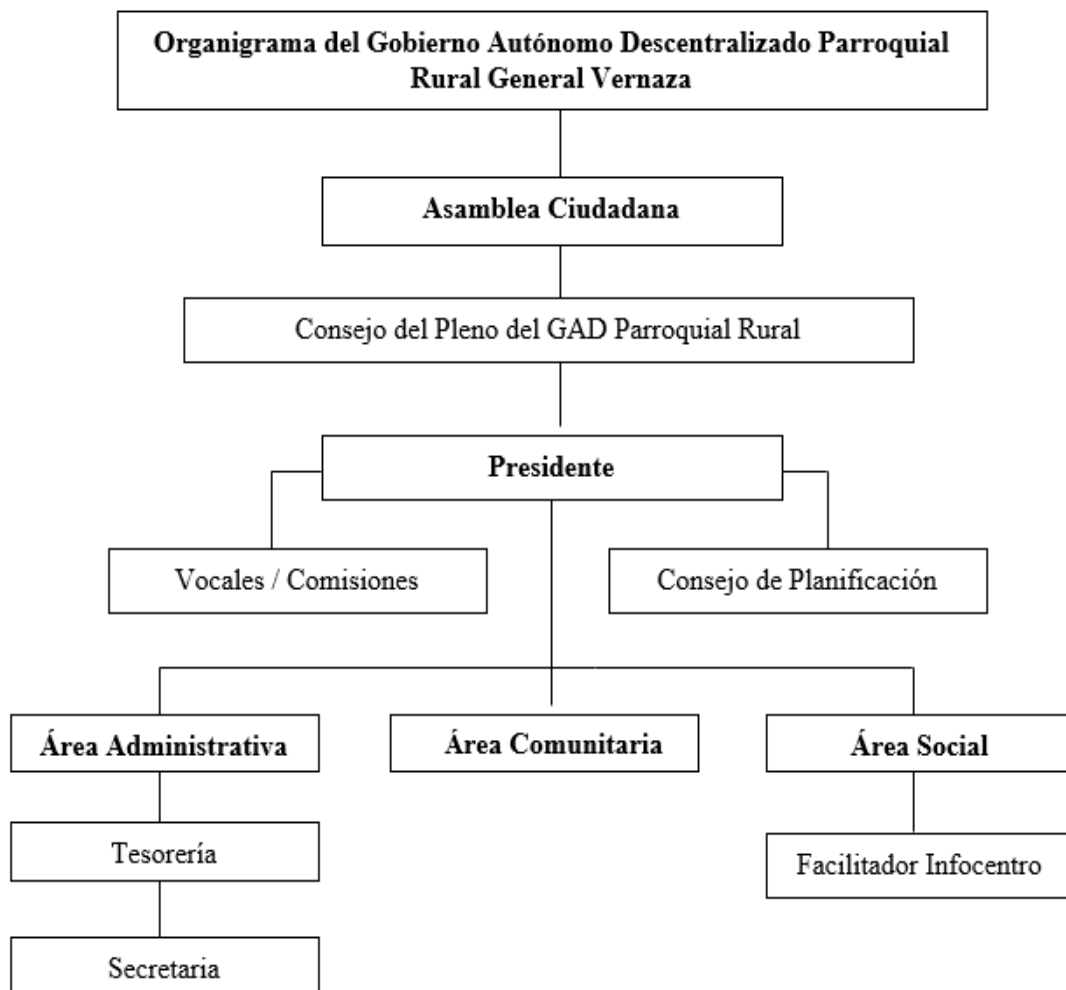 Organigrama del Gobierno Autónomo Descentralizado Parroquial
Rural General Vernaza
Asamblea Ciudadana
Consejo del Pleno del GAD Parroquial Rural
Presidente
Vocales / Comisiones
Consejo de Planificación
Área Administrativa
Área Comunitaria
Área Social
Tesorería
Facilitador Infocentro
Secretaria